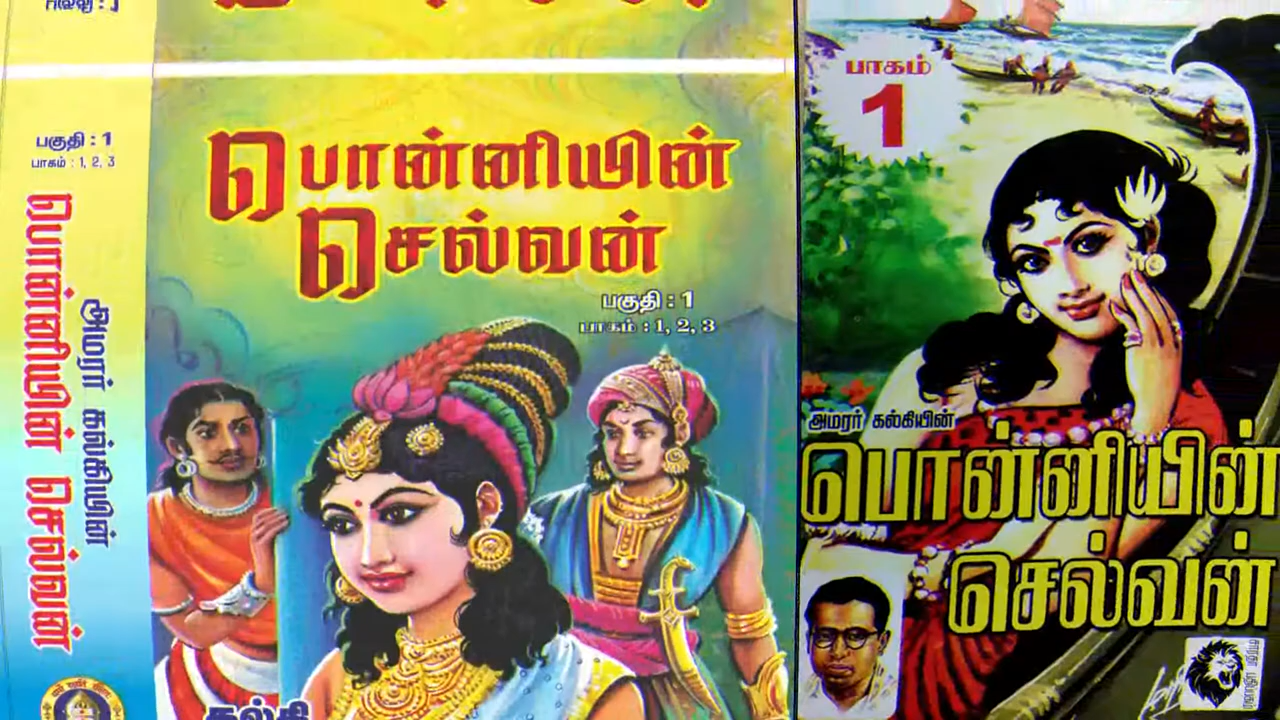 பகுதி : 1
பாகம் : 1, 2, 3
அமரர் கல்கியின்
பொன்னியின் செல்வன்
பொன்னியின்
செல்வன்
பகுதி : 1
பாகம் : 1, 2, 3
கல்கி
பாகம்
1
அமரர் கல்கியின்
பொன்னியின்
செல்வன்